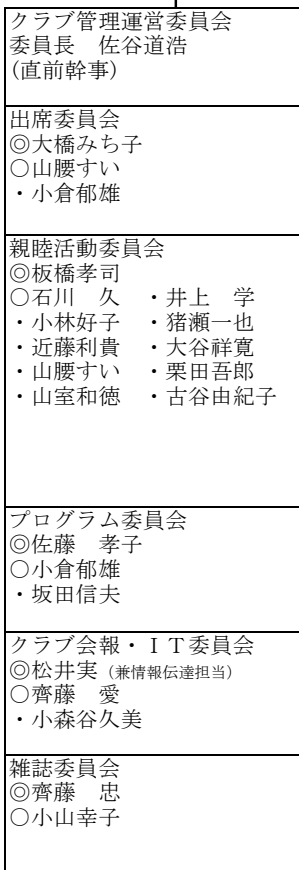 クラブ管理運営委員会
委員長　佐谷道浩
(直前幹事)
出席委員会
◎大橋みち子
○山腰すい
・小倉郁雄
親睦活動委員会
◎板橋孝司
○石川　久　・井上　学
・小林好子　・猪瀬一也
・近藤利貴　・大谷祥寛
・山腰すい　・栗田吾郎
・山室和徳　・古谷由紀子
プログラム委員会
◎佐藤　孝子
○小倉郁雄
・坂田信夫
クラブ会報・ＩＴ委員会
◎松井実（兼情報伝達担当）
○齊藤　愛
・小森谷久美
雑誌委員会
◎齊藤　忠
○小山幸子